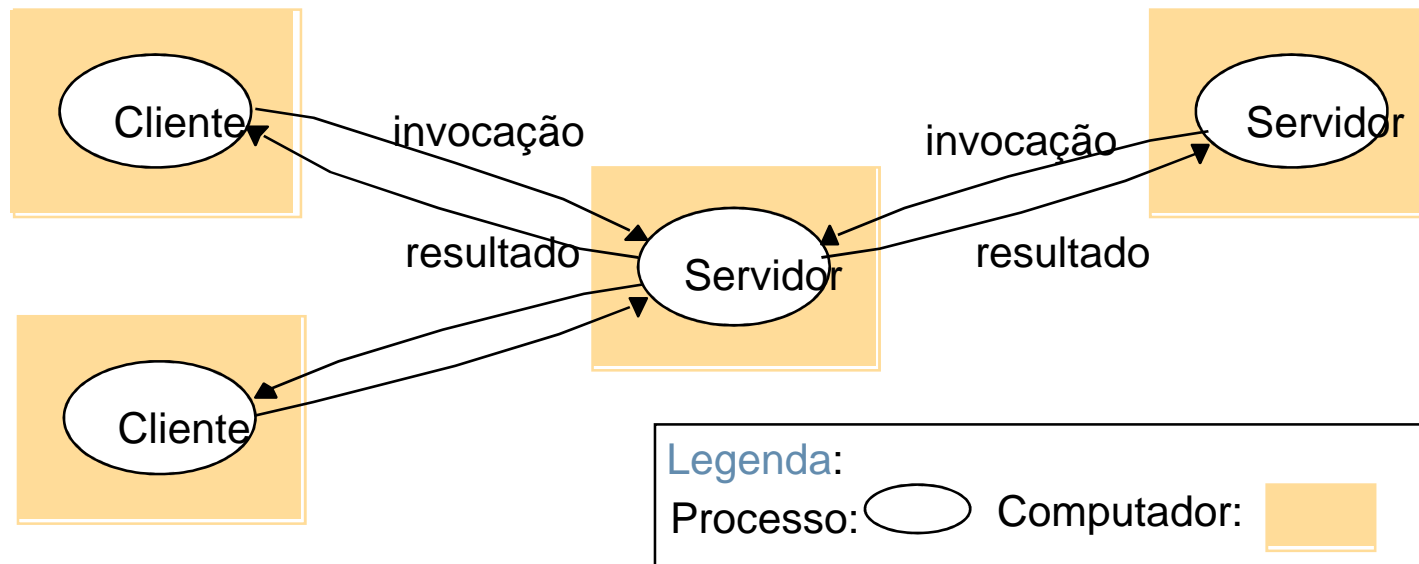 Cliente
invocação
invocação
Servidor
resultado
Servidor
resultado
Cliente
Legenda:
Processo: Computador: